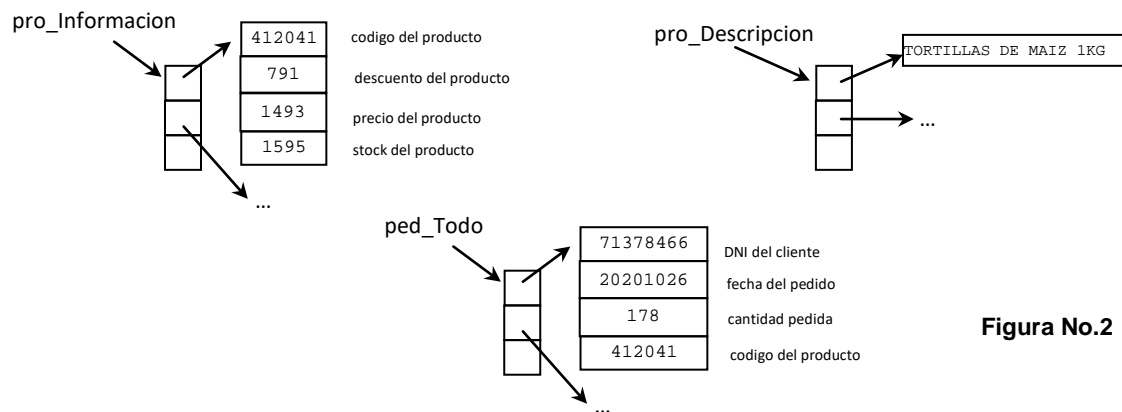 pro_Informacion
412041 codigo del producto
791 descuento del producto
1493 precio del producto
1595 stock del producto
...
pro_Descripcion
TORTILLAS DE MAIZ 1KG
...
ped_Todo
71378466 DNI del cliente
20201026 fecha del pedido
178 cantidad pedida
412041 codigo del producto
...
Figura No.2